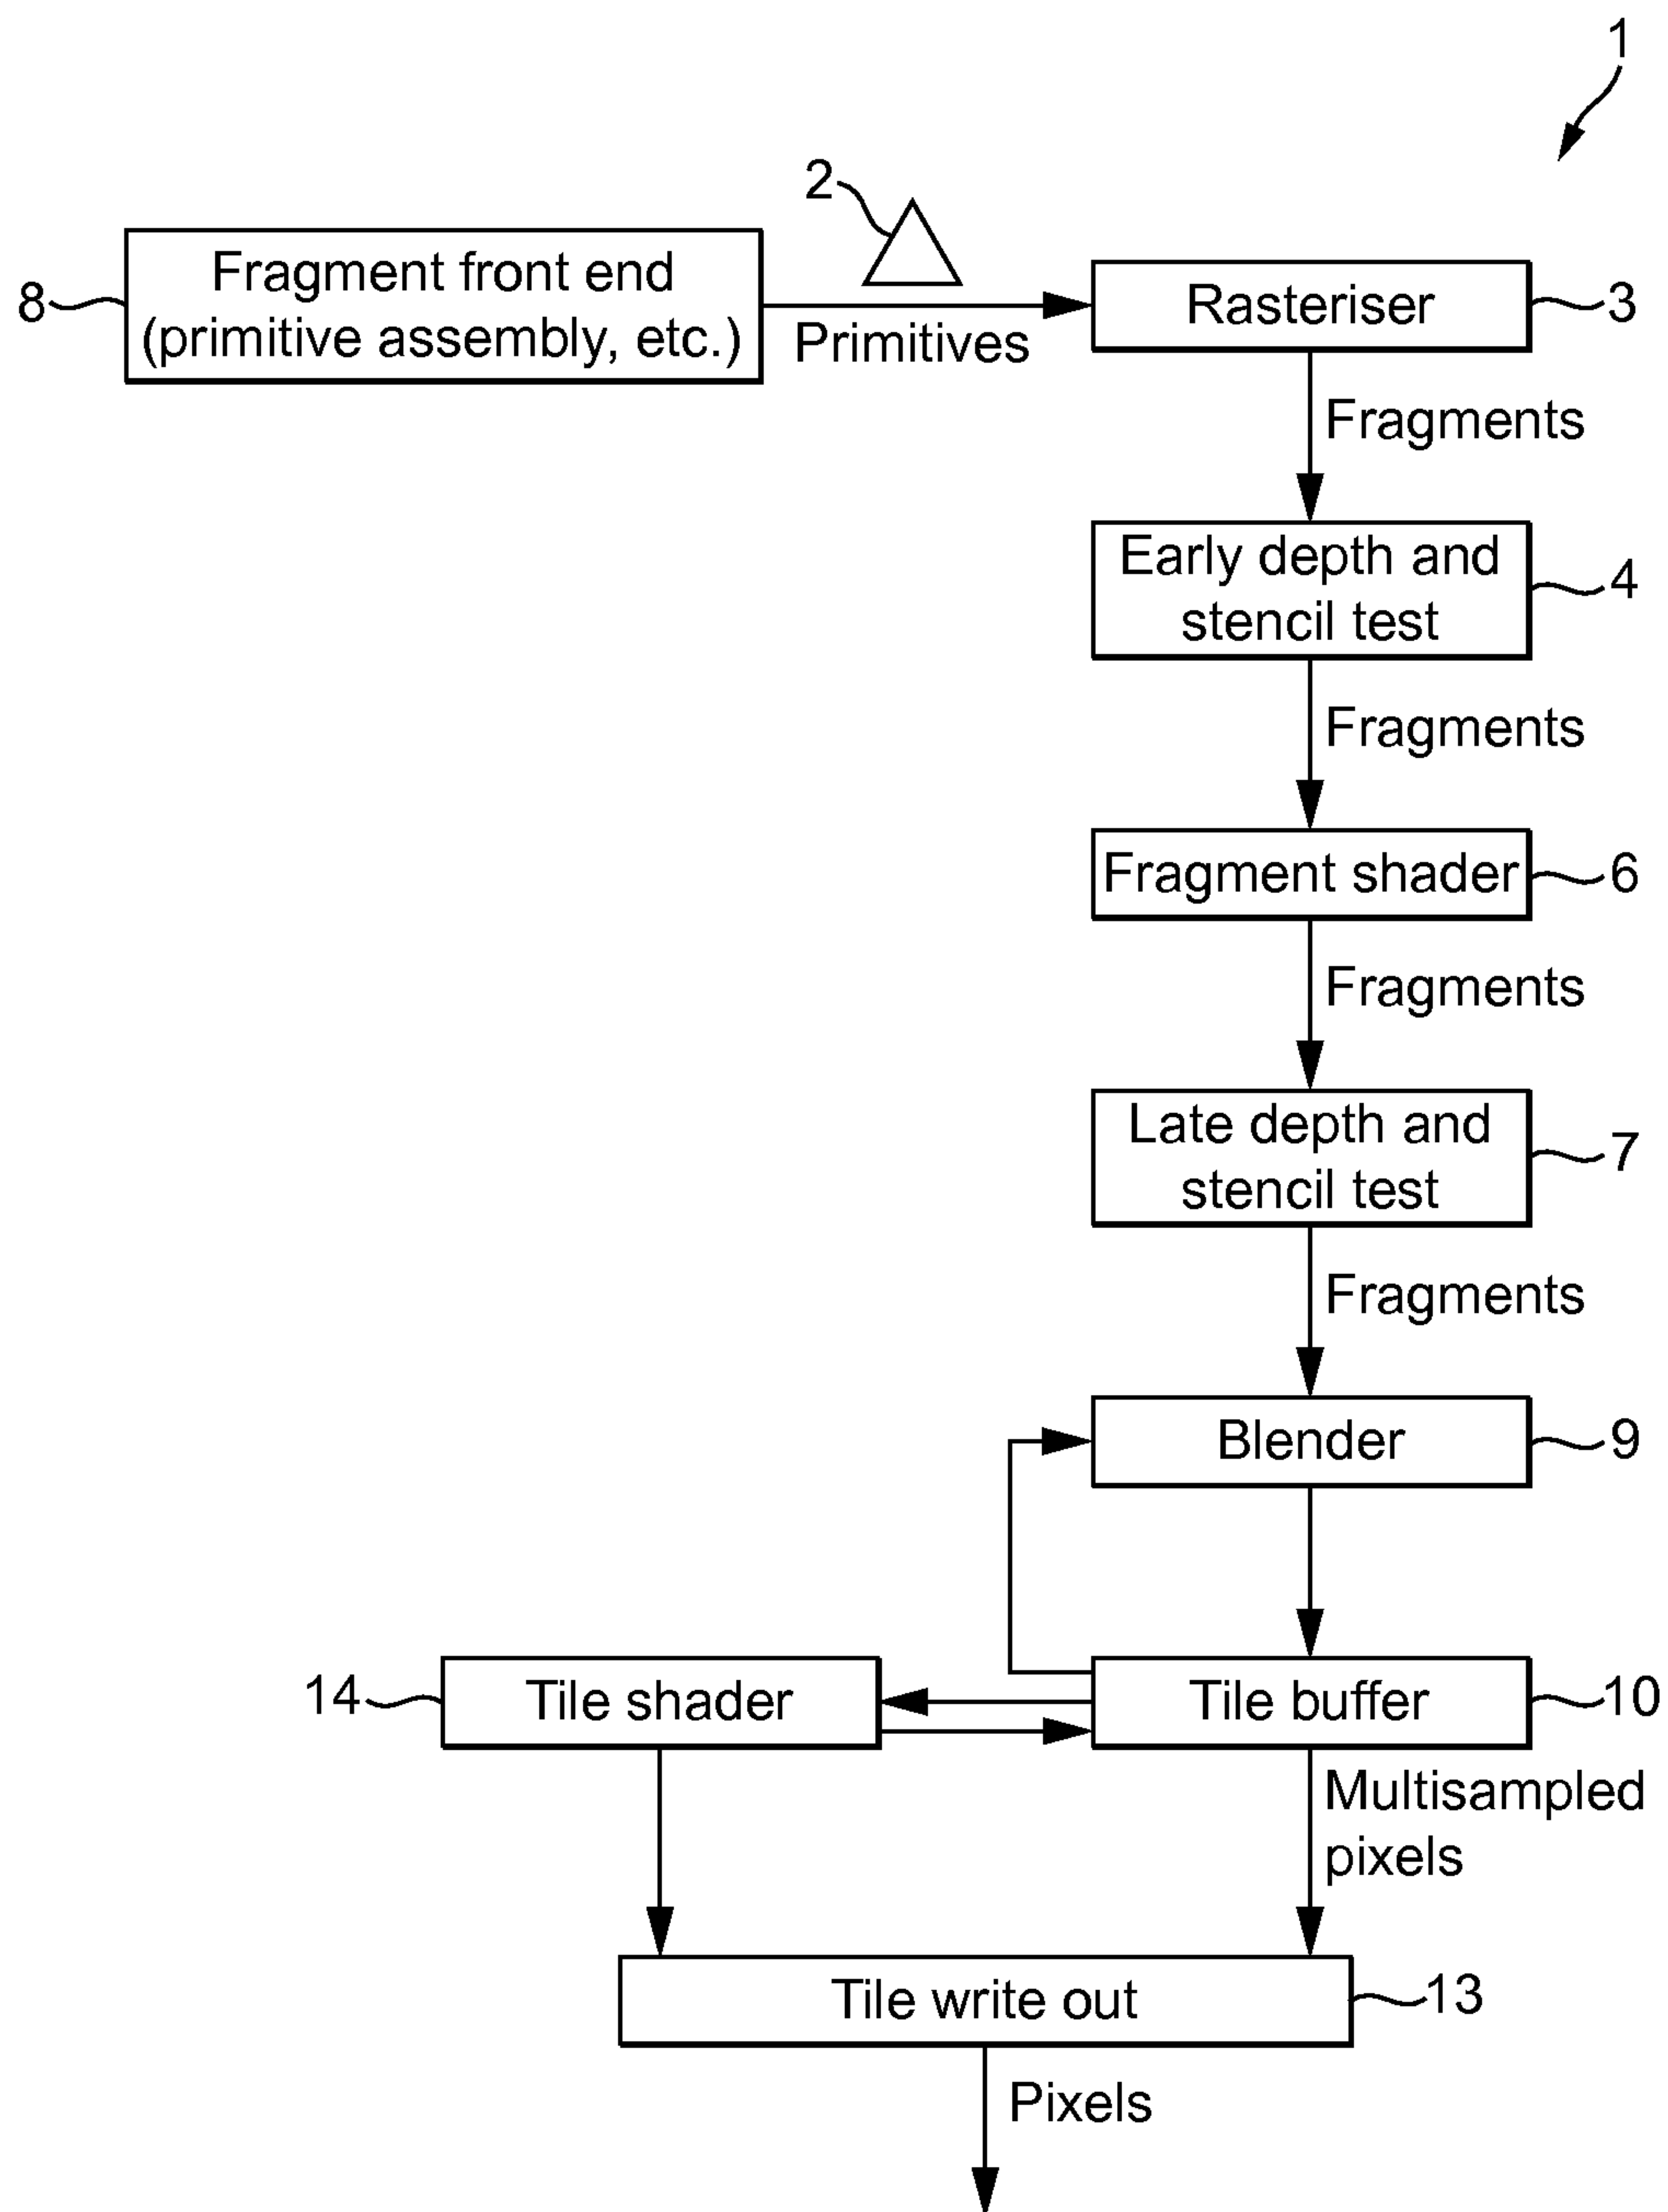 1
2
8
Fragment front end
(primitive assembly, etc.)
Primitives
Rasteriser
3
Fragments
Early depth and
stencil test
4
Fragments
Fragment shader
6
Fragments
Late depth and
stencil test
7
Fragments
Blender
9
14
Tile shader
Tile buffer
10
Multisampled
pixels
Tile write out
13
Pixels